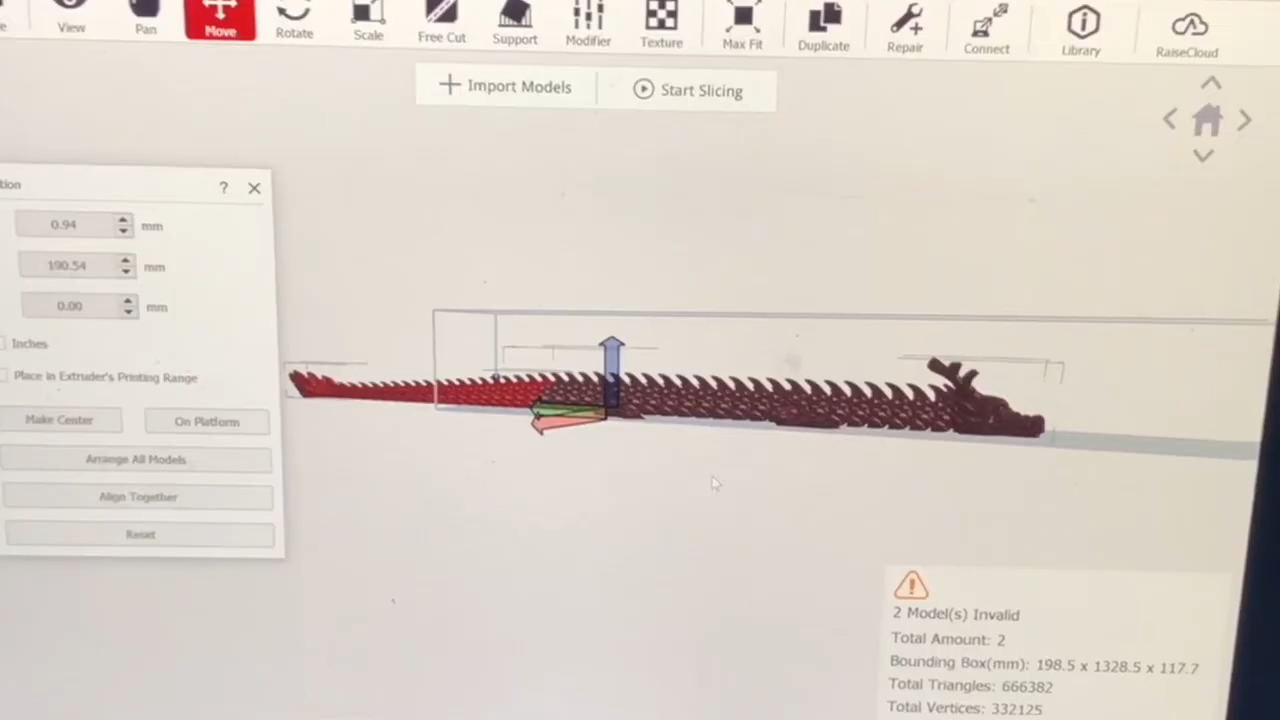 View
Pan
Move
Rotate
Scale
Free Cut
Support
Modifier
Texture
Max Fit
Duplicate
Repair
Connect
Library
RaiseCloud
Import Models
Start Slicing
tion
?
0.94 mm
190.54 mm
0.00 mm
Inches
Place in Extruder's Printing Range
Make Center
On Platform
Arrange All Models
Align Together
Reset
2 Model(s) Invalid
Total Amount: 2
Bounding Box(mm): 198.5 x 1328.5 x 117.7
Total Triangles: 666382
Total Vertices: 332125